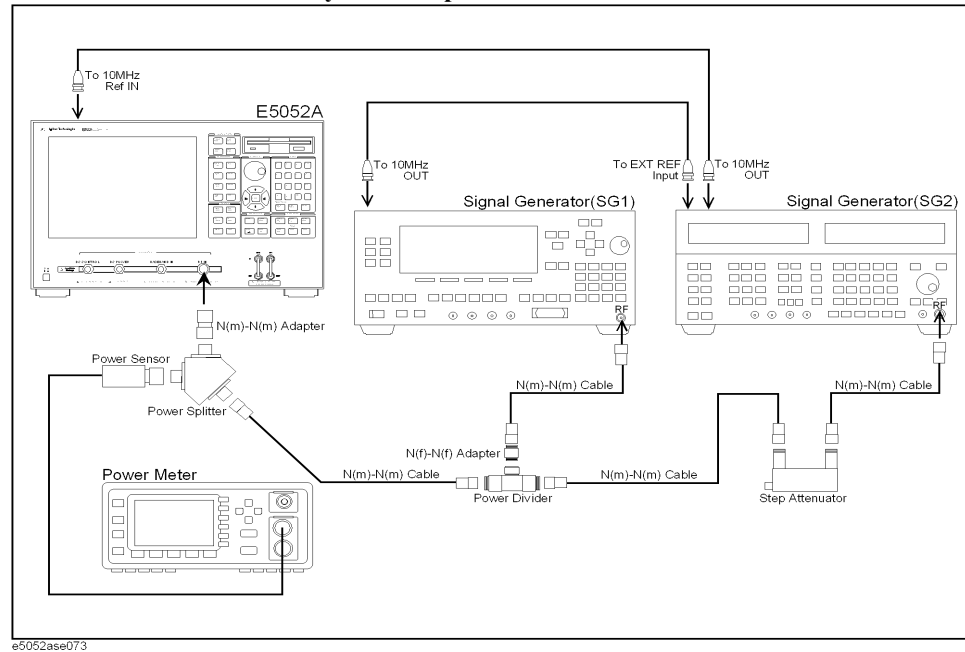 To 10MHz
Ref IN
E5052A
To 10MHz
OUT
To EXT REF
Input
To 10MHz
OUT
Signal Generator(SG1)
Signal Generator(SG2)
RF
RF
N(m)-N(m) Adapter
Power Sensor
Power Splitter
N(m)-N(m) Cable
N(m)-N(m) Cable
N(f)-N(f) Adapter
N(m)-N(m) Cable
N(m)-N(m) Cable
Power Divider
Step Attenuator
Power Meter
e5052ase073